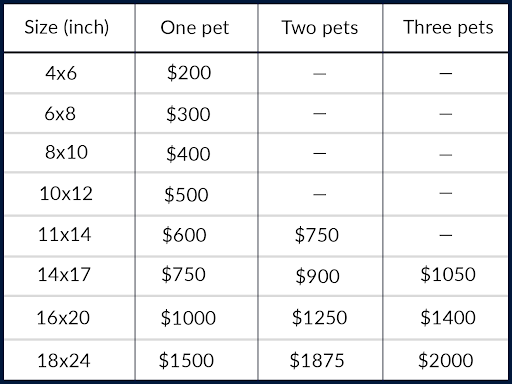 Size (inch) One pet Two pets Three pets
4x6 $200 — —
6x8 $300 — —
8x10 $400 — —
10x12 $500 — —
11x14 $600 $750 —
14x17 $750 $900 $1050
16x20 $1000 $1250 $1400
18x24 $1500 $1875 $2000